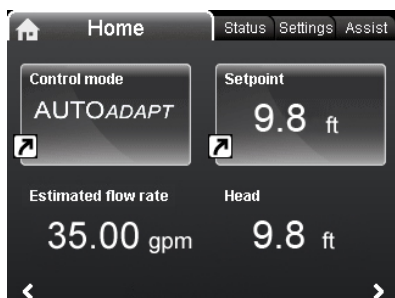 Home Status Settings Assist
Control mode Setpoint
AUTOADAPT 9.8 ft
Estimated flow rate Head
35.00 gpm 9.8 ft